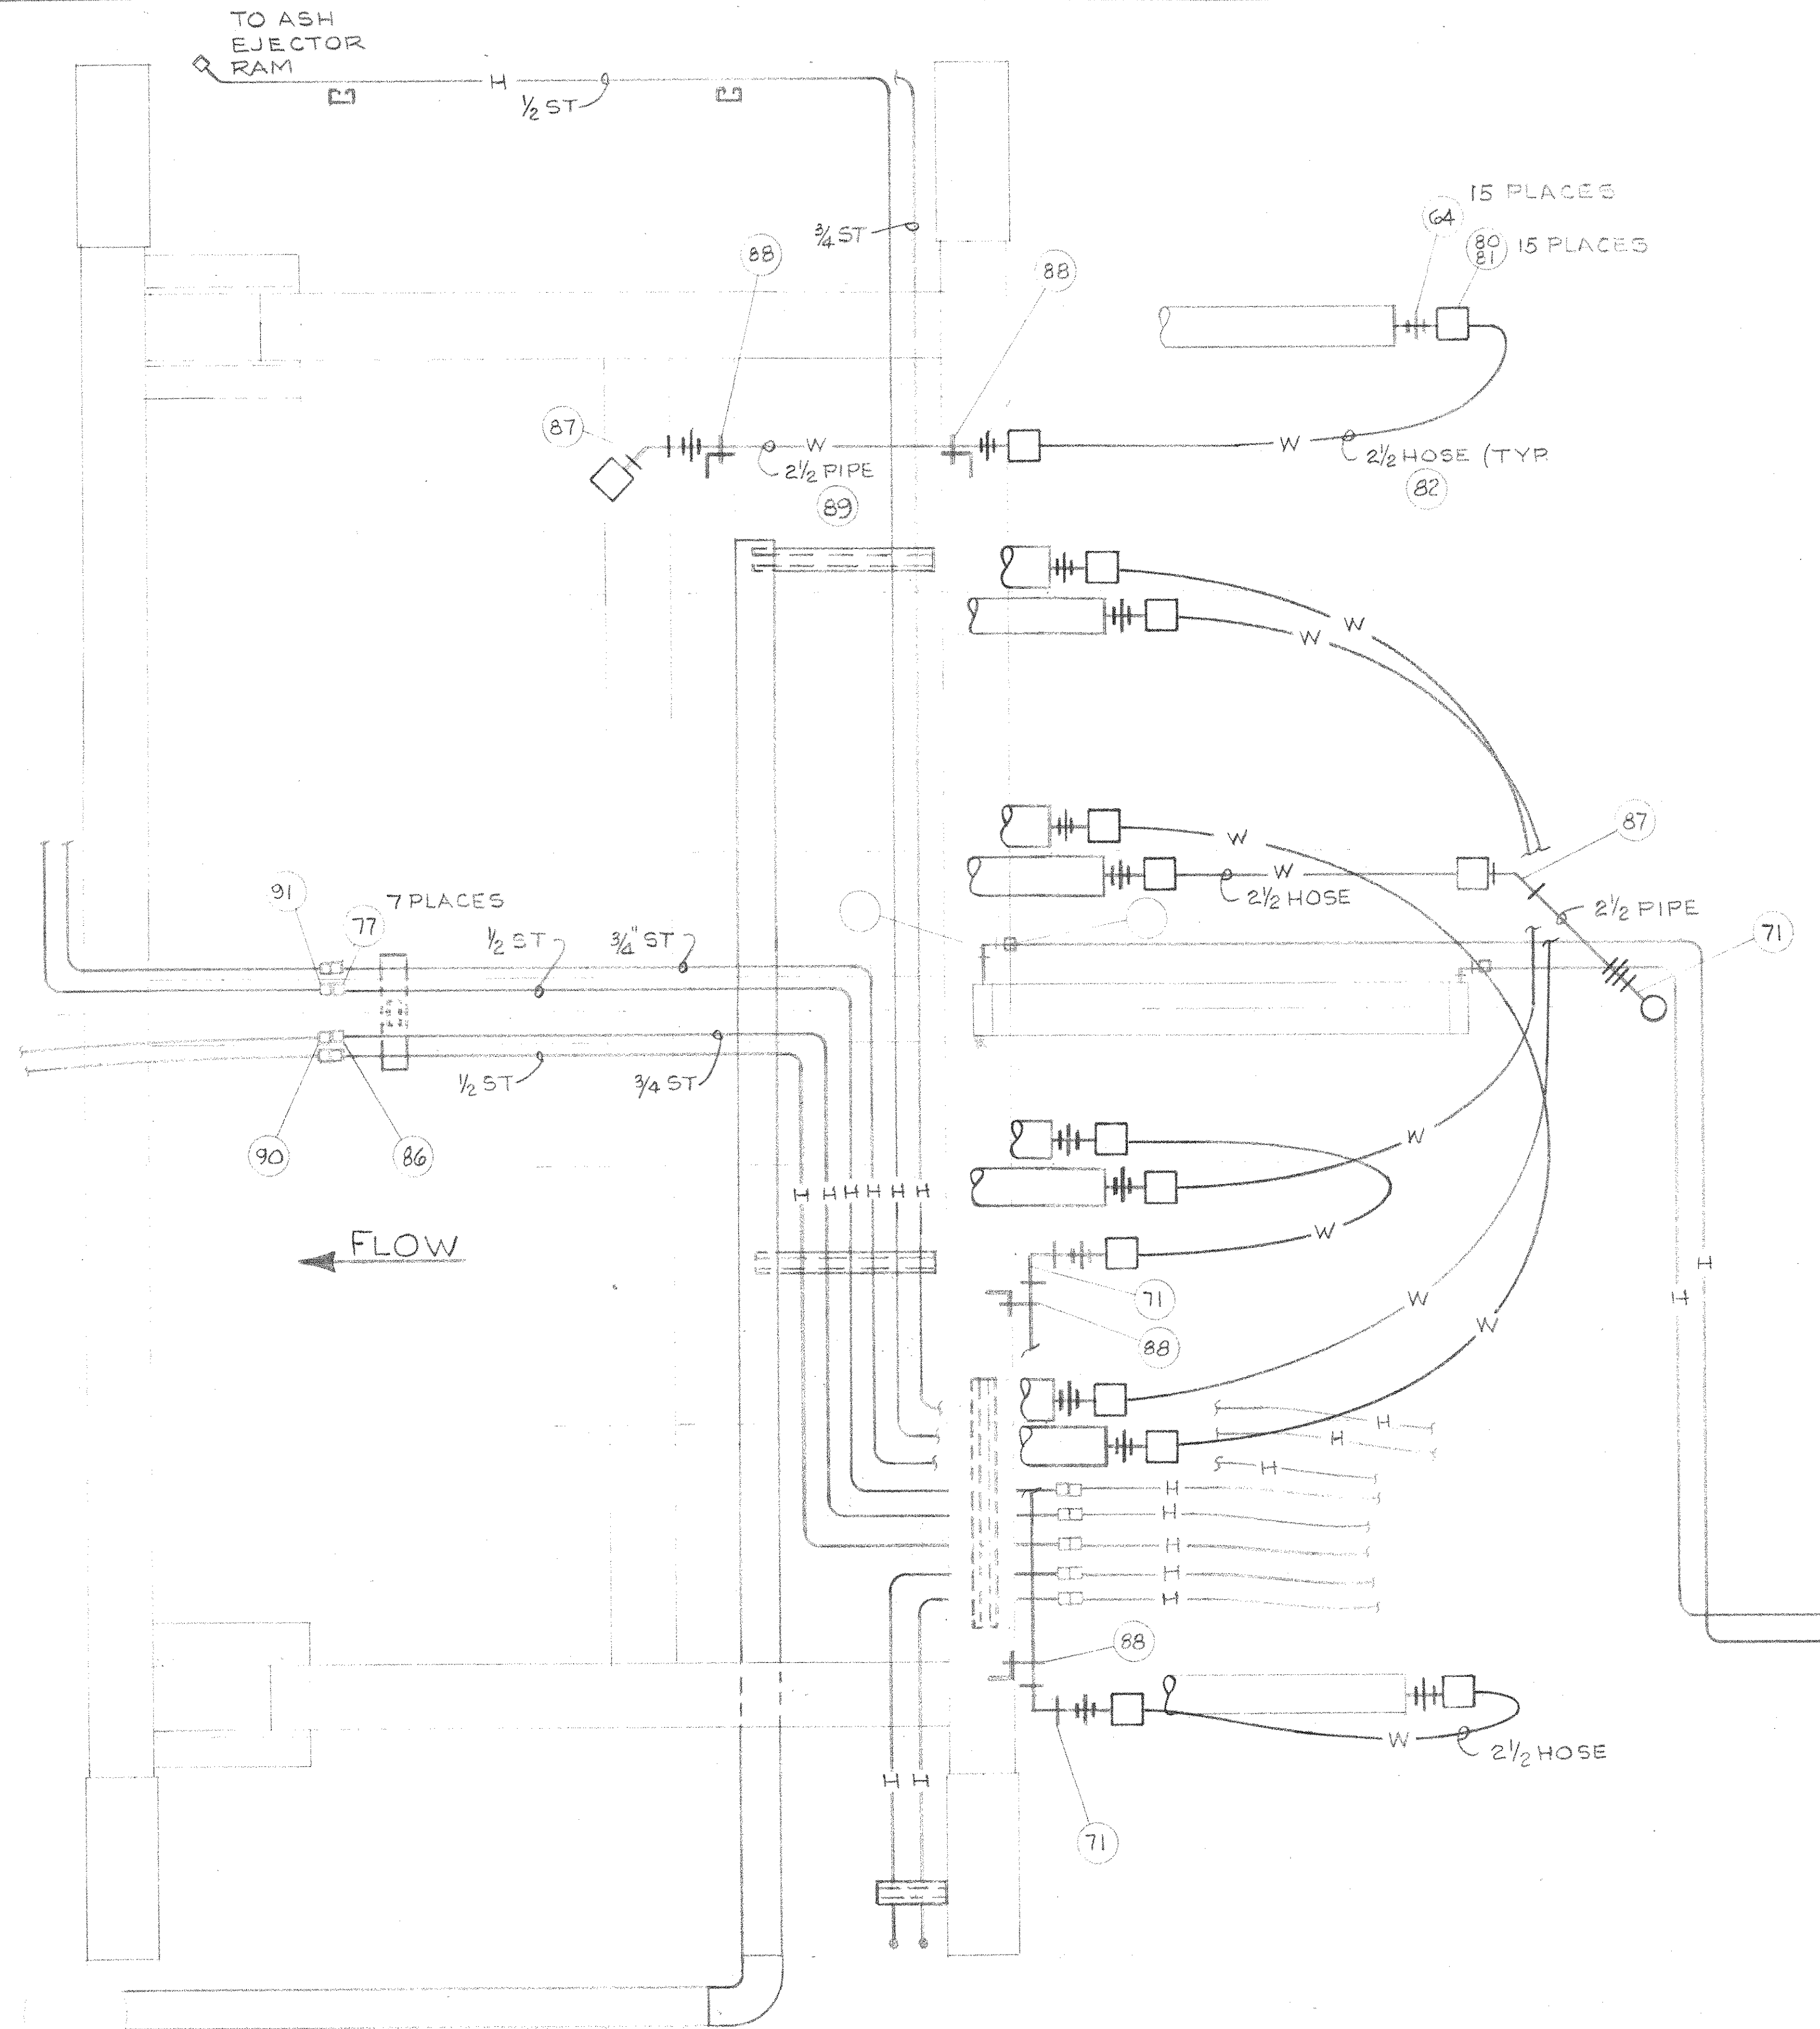 TO ASH
EJECTOR
RAM
H
1/2 ST
15 PLACES
64
3/4 ST
80
81
15 PLACES
88
88
87
W
2 1/2 PIPE
89
W
2 1/2 HOSE (TYP.
82
W
W
87
W
W
2 1/2 HOSE
2 1/2 PIPE
71
91
77
7 PLACES
1/2 ST
3/4" ST
1/2 ST
3/4 ST
90
86
W
H H H H H H
FLOW
W
H
H
71
88
W
W
H
H
H
H
H
H
H
H
88
W
2 1/2 HOSE
H H
71